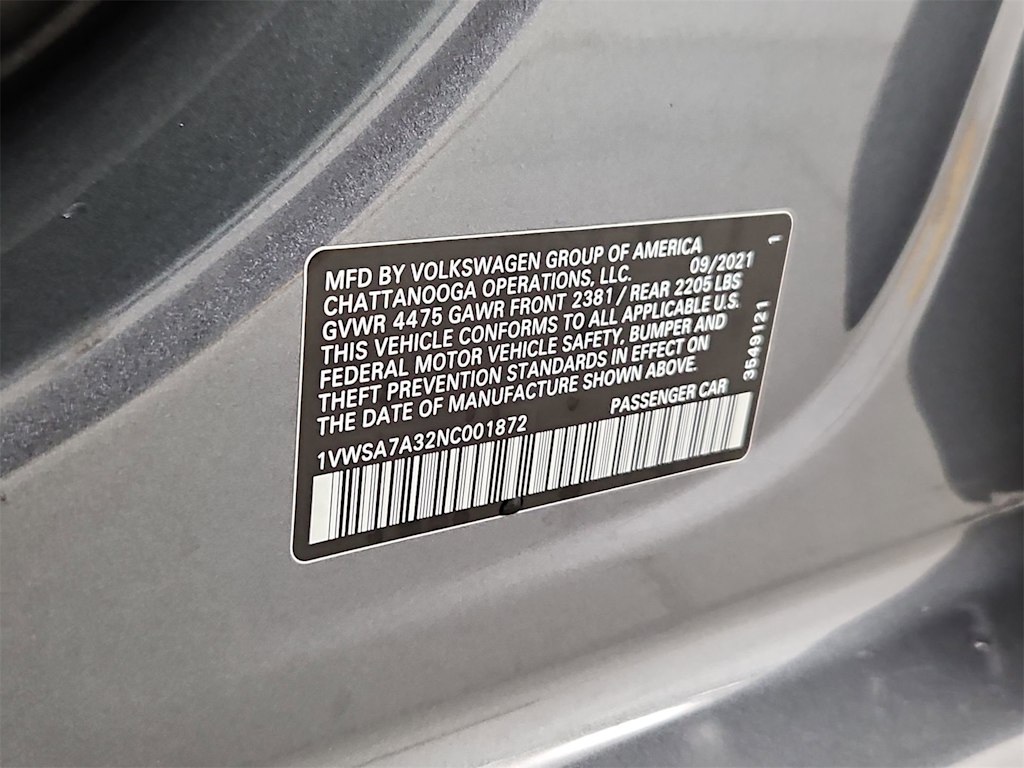 MFD BY VOLKSWAGEN GROUP OF AMERICA
CHATTANOOGA OPERATIONS, LLC. 09/2021
GVWR 4475 GAWR FRONT 2381 / REAR 2205 LBS
THIS VEHICLE CONFORMS TO ALL APPLICABLE U.S.
FEDERAL MOTOR VEHICLE SAFETY, BUMPER AND
THEFT PREVENTION STANDARDS IN EFFECT ON
THE DATE OF MANUFACTURE SHOWN ABOVE.
1VWSA7A32NC001872 PASSENGER CAR
3649121
1